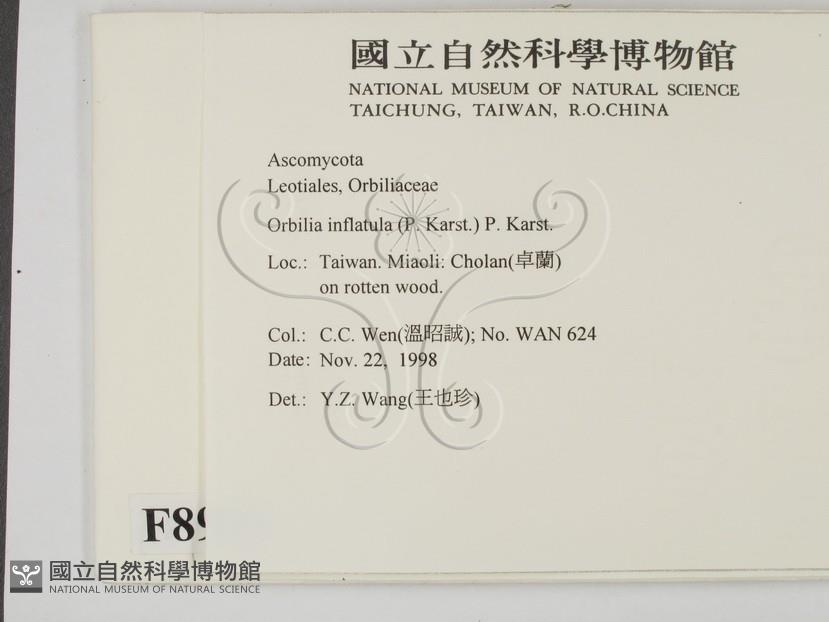 國立自然科學博物館
NATIONAL MUSEUM OF NATURAL SCIENCE
TAICHUNG, TAIWAN, R.O.CHINA
Ascomycota
Leotiales, Orbiliaceae
Orbilia inflatula (P. Karst.) P. Karst.
Loc.: Taiwan. Miaoli: Cholan(卓蘭)
on rotten wood.
Col.: C.C. Wen(溫昭誠); No. WAN 624
Date: Nov. 22, 1998
Det.: Y.Z. Wang(王也珍)
F89
國立自然科學博物館
NATIONAL MUSEUM OF NATURAL SCIENCE